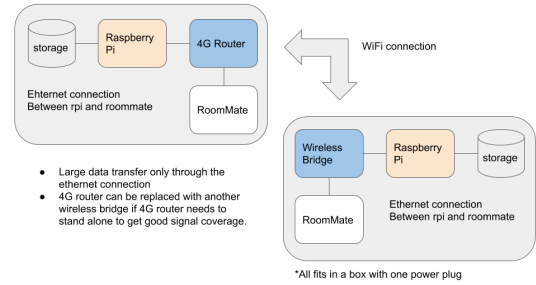 storage
Raspberry
Pi
4G Router
RoomMate
Ehternet connection
Between rpi and roommate
WiFi connection
● Large data transfer only through the
ethernet connection
● 4G router can be replaced with another
wireless bridge if 4G router needs to
stand alone to get good signal coverage.
Wireless
Bridge
Raspberry
Pi
storage
RoomMate
Ethernet connection
Between rpi and roommate
*All fits in a box with one power plug